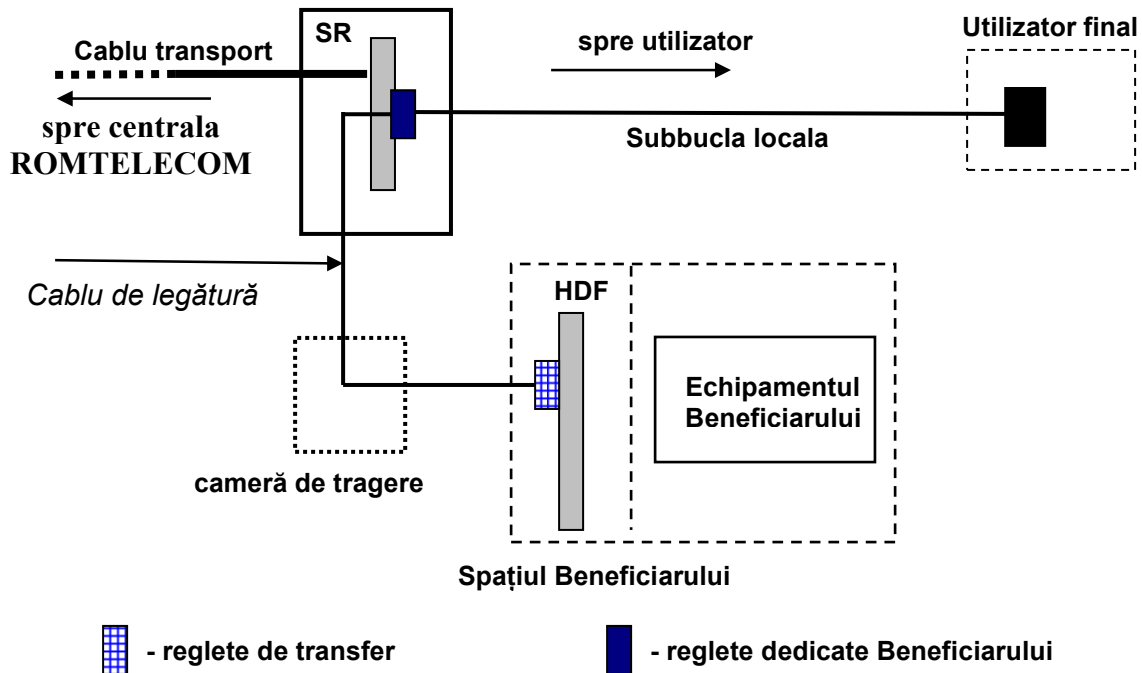 SR
Cablu transport
spre utilizator
Utilizator final
spre centrala
ROMTELECOM
Subbucla locala
Cablu de legătură
HDF
Echipamentul
Beneficiarului
cameră de tragere
Spațiul Beneficiarului
- reglete de transfer
- reglete dedicate Beneficiarului